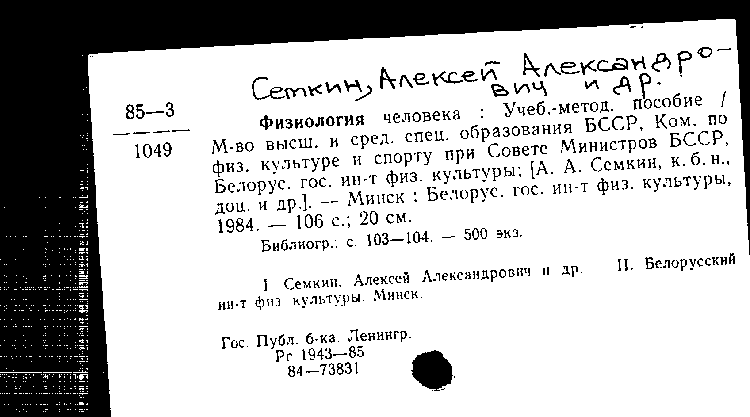 Семкин, Алексей Александро-
вич и др.
85—3
1049
Физиология человека : Учеб.-метод. пособие /
М-во высш. и сред. спец. образования БССР, Ком. по
физ. культуре и спорту при Совете Министров БССР,
Белорус. гос. ин-т физ. культуры; [А. А. Семкин, к. б. н.,
доц. и др.]. — Минск : Белорус. гос. ин-т физ. культуры,
1984. — 106 с.; 20 см.
Библиогр.: с. 103—104. — 500 экз.
I Семкин, Алексей Александрович и др. II. Белорусский
ин-т физ культуры. Минск.
Гос. Публ. б-ка. Ленингр.
Рг 1943—85
84—73831